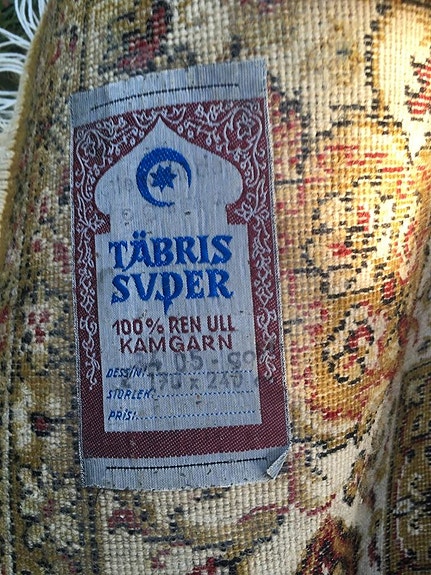 TÄBRIS
SVPER
100% REN ULL
KAMGARN
DESSIN:
STORLEK:
170 x 240
PRIS: